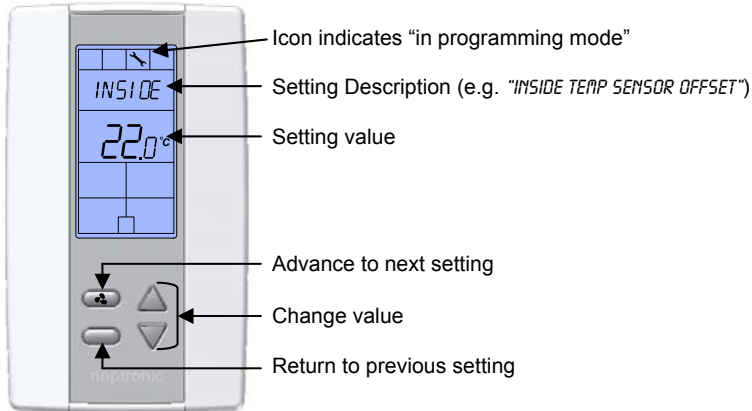 Icon indicates “in programming mode”
INSIDE
Setting Description (e.g. "INSIDE TEMP SENSOR OFFSET")
22.0°C
Setting value
Advance to next setting
Change value
Return to previous setting
neptronic